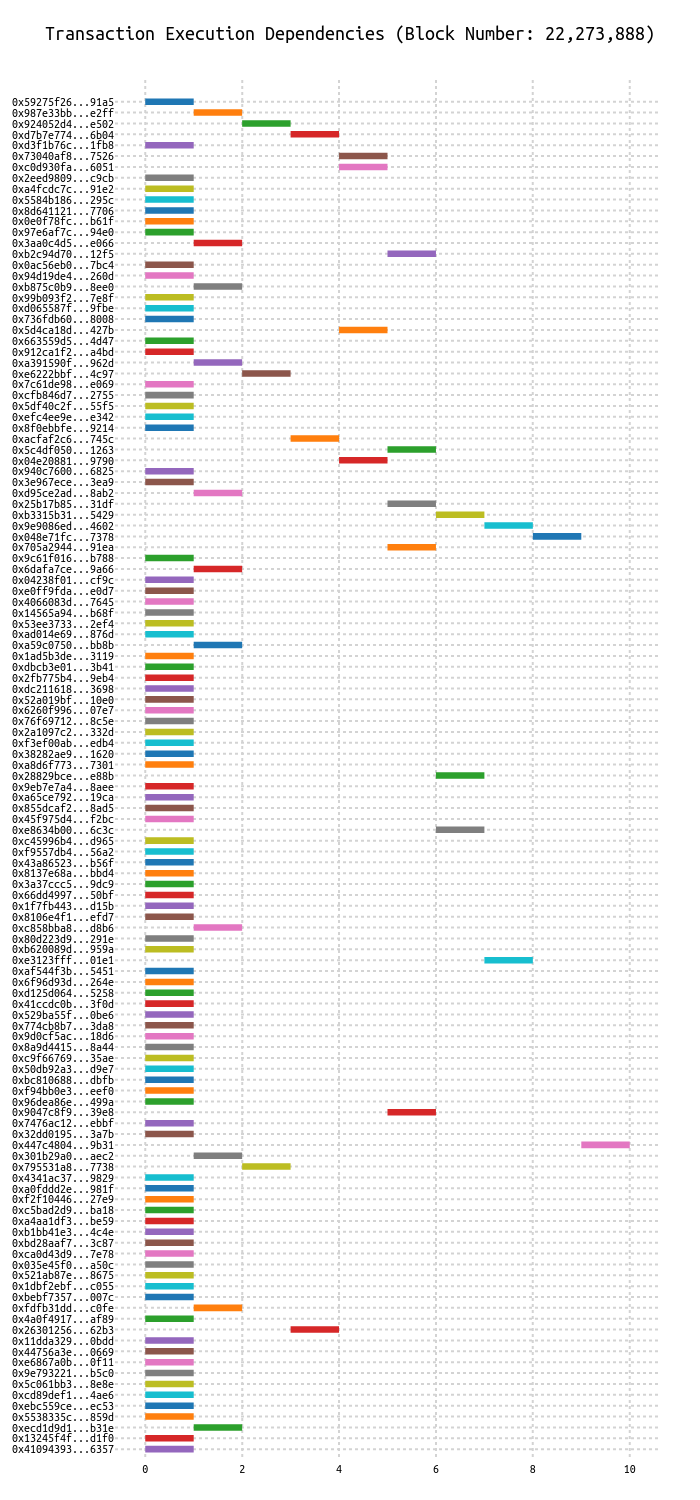 Transaction Execution Dependencies (Block Number: 22,273,888)
0x59275f26...91a5
0x987e33bb...e2ff
0x924052d4...e502
0xd7b7e774...6b04
0xd3f1b76c...1fb8
0x73040af8...7526
0xc0d930fa...6051
0x2eed9809...c9cb
0xa4fcdc7c...91e2
0x5584b186...295c
0x8d641121...7706
0x0e0f78fc...b61f
0x97e6af7c...94e0
0x3aa0c4d5...e066
0xb2c94d70...12f5
0x0ac56eb0...7bc4
0x94d19de4...260d
0xb875c0b9...8ee0
0x99b093f2...7e8f
0xd065587f...9fbe
0x736fdb60...8008
0x5d4ca18d...427b
0x663559d5...4d47
0x912ca1f2...a4bd
0xa391590f...962d
0xe6222bbf...4c97
0x7c61de98...e069
0xcfb846d7...2755
0x5df40c2f...55f5
0xefc4ee9e...e342
0x8f0ebbfe...9214
0xacfaf2c6...745c
0x5c4df050...1263
0x04e20881...9790
0x940c7600...6825
0x3e967ece...3ea9
0xd95ce2ad...8ab2
0x25b17b85...31df
0xb3315b31...5429
0x9e9086ed...4602
0x048e71fc...7378
0x705a2944...91ea
0x9c61f016...b788
0x6dafa7ce...9a66
0x04238f01...cf9c
0xe0ff9fda...e0d7
0x4066083d...7645
0x14565a94...b68f
0x53ee3733...2ef4
0xad014e69...876d
0xa59c0750...bb8b
0x1ad5b3de...3119
0xdbcb3e01...3b41
0x2fb775b4...9eb4
0xdc211618...3698
0x52a019bf...10e0
0x6260f996...07e7
0x76f69712...8c5e
0x2a1097c2...332d
0xf3ef00ab...edb4
0x38282ae9...1620
0xa8d6f773...7301
0x28829bce...e88b
0x9eb7e7a4...8aee
0xa65ce792...19ca
0x855dcaf2...8ad5
0x45f975d4...f2bc
0xe8634b00...6c3c
0xc45996b4...d965
0xf9557db4...56a2
0x43a86523...b56f
0x8137e68a...bbd4
0x3a37ccc5...9dc9
0x66dd4997...50bf
0x1f7fb443...d15b
0x8106e4f1...efd7
0xc858bba8...d8b6
0x80d223d9...291e
0xb620089d...959a
0xe3123fff...01e1
0xaf544f3b...5451
0x6f96d93d...264e
0xd125d064...5258
0x41ccdc0b...3f0d
0x529ba55f...0be6
0x774cb8b7...3da8
0x9d0cf5ac...18d6
0x8a9d4415...8a44
0xc9f66769...35ae
0x50db92a3...d9e7
0xbc810688...dbfb
0xf94bb0e3...eef0
0x96dea86e...499a
0x9047c8f9...39e8
0x7476ac12...ebbf
0x32dd0195...3a7b
0x447c4804...9b31
0x301b29a0...aec2
0x795531a8...7738
0x4341ac37...9829
0xa0fddd2e...981f
0xf2f10446...27e9
0xc5bad2d9...ba18
0xa4aa1df3...be59
0xb1bb41e3...4c4e
0xbd28aaf7...3c87
0xca0d43d9...7e78
0x035e45f0...a50c
0x521ab87e...8675
0x1dbf2ebf...c055
0xbebf7357...007c
0xfdfb31dd...c0fe
0x4a0f4917...af89
0x26301256...62b3
0x11dda329...0bdd
0x44756a3e...0669
0xe6867a0b...0f11
0x9e793221...b5c0
0x5c061bb3...8e8e
0xcd89def1...4ae6
0xebc559ce...ec53
0x5538335c...859d
0xecd1d9d1...b31e
0x13245f4f...d1f0
0x41094393...6357
0 2 4 6 8 10